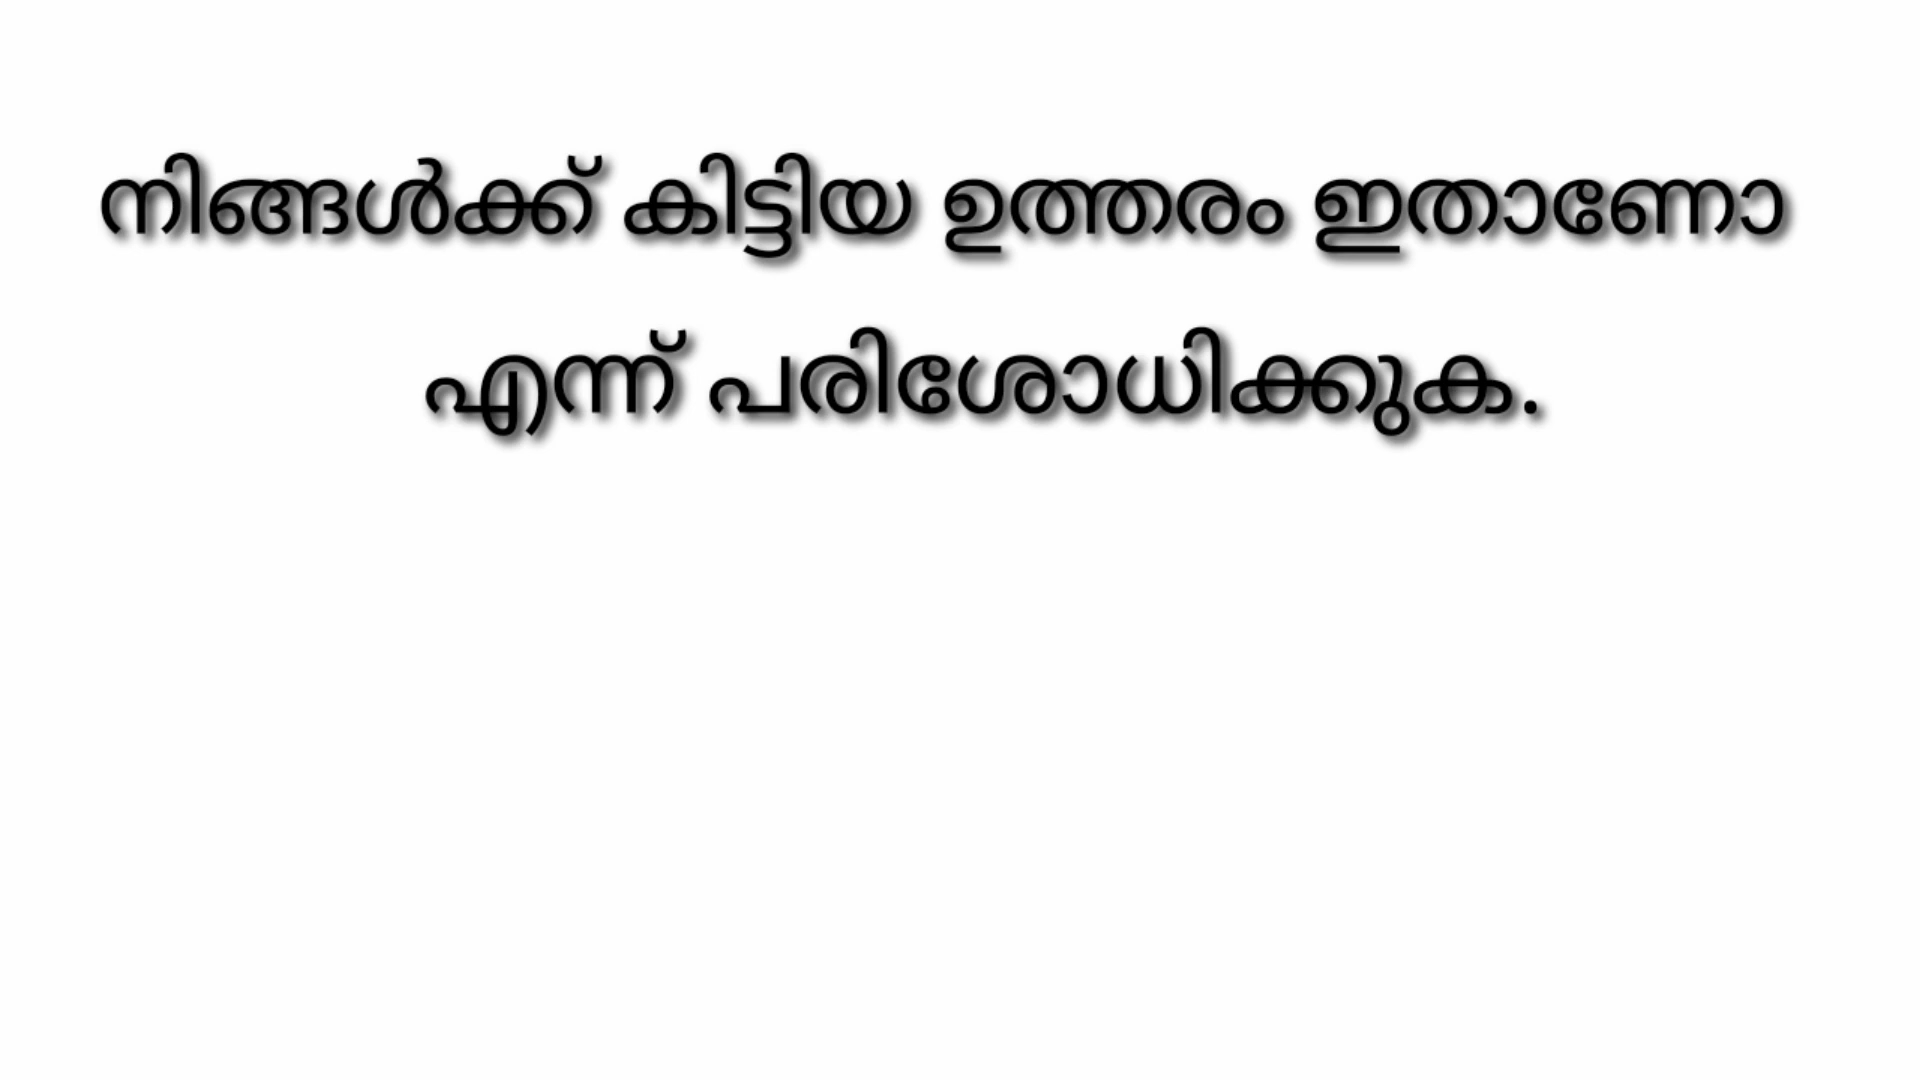 നിങ്ങൾക്ക് കിട്ടിയ ഉത്തരം ഇതാണോ
എന്ന് പരിശോധിക്കുക.